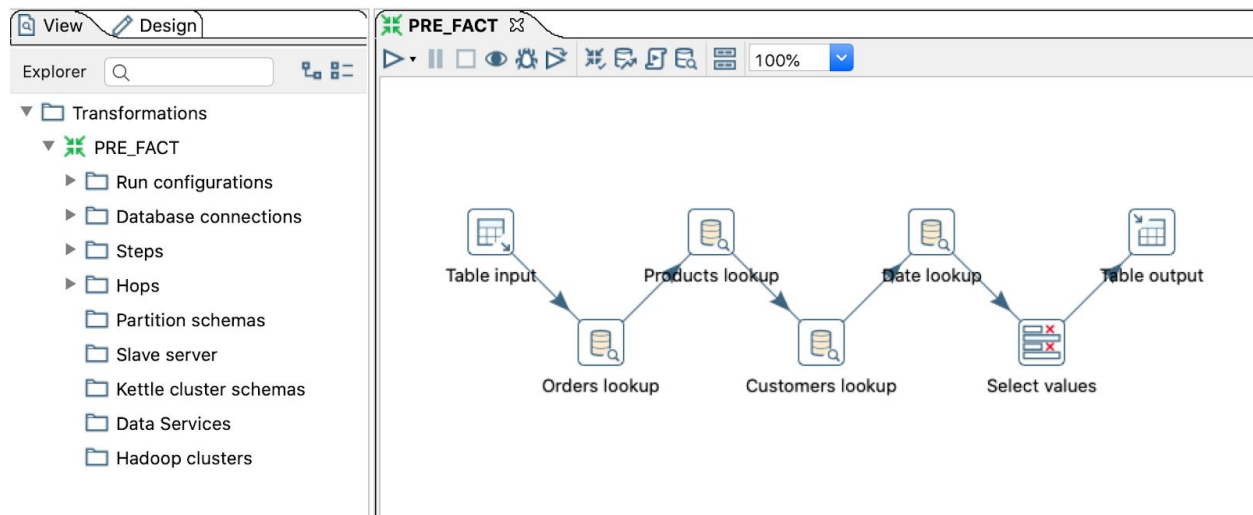 View
Design
PRE_FACT
Explorer
100%
Transformations
PRE_FACT
Run configurations
Database connections
Steps
Hops
Partition schemas
Slave server
Kettle cluster schemas
Data Services
Hadoop clusters
Table input
Products lookup
Date lookup
Table output
Orders lookup
Customers lookup
Select values